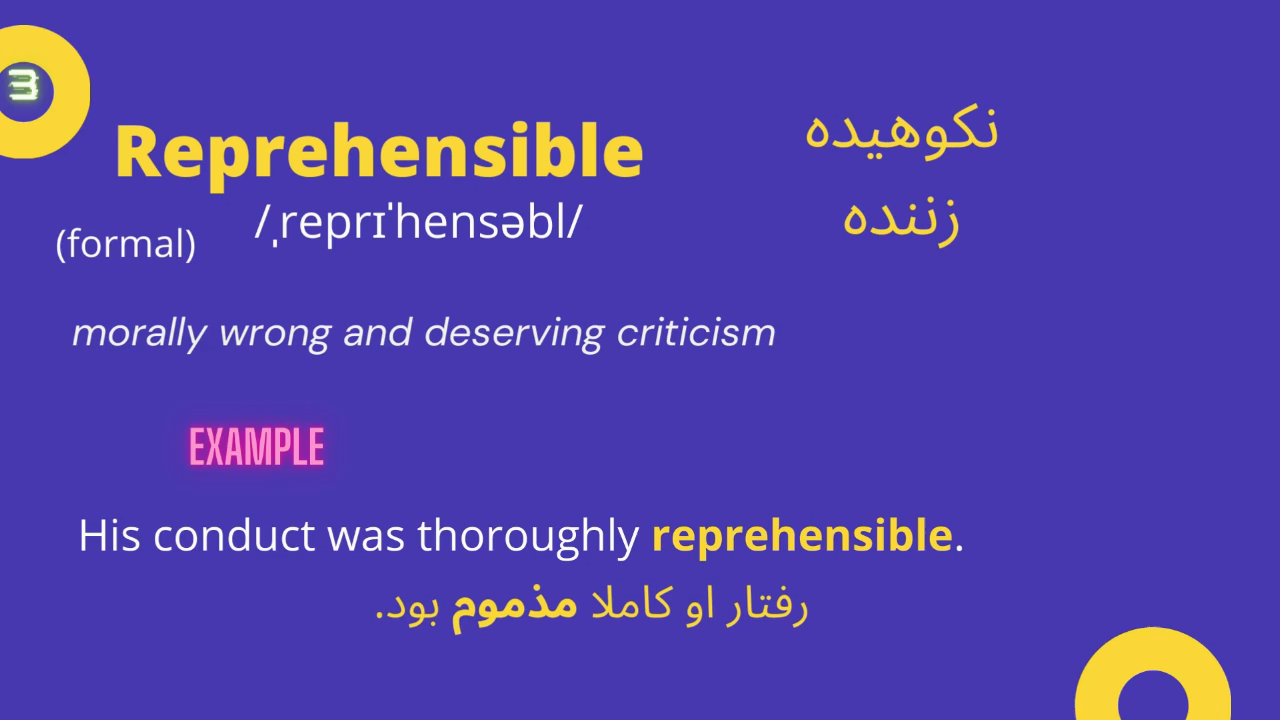 3
Reprehensible
نکوهیده
زننده
(formal)
/ˌreprɪˈhensəbl/
morally wrong and deserving criticism
EXAMPLE
His conduct was thoroughly reprehensible.
رفتار او کاملا مذموم بود.